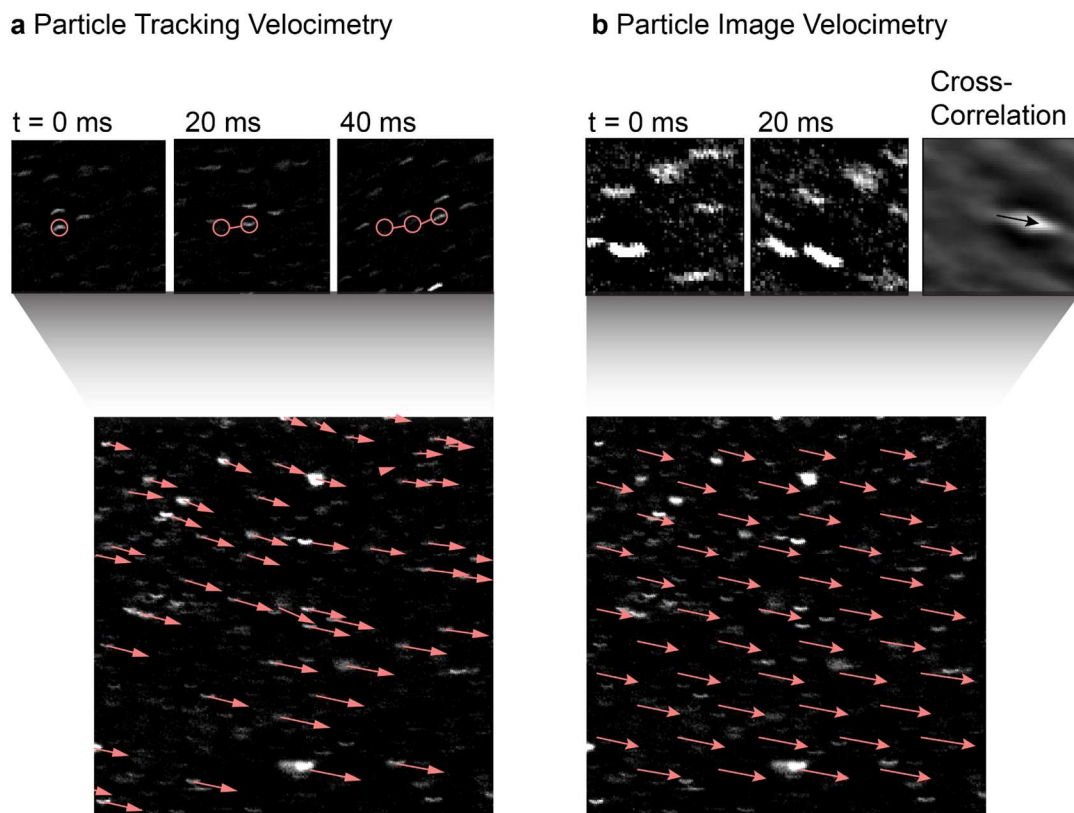 a Particle Tracking Velocimetry
t = 0 ms
20 ms
40 ms
b Particle Image Velocimetry
t = 0 ms
20 ms
Cross-
Correlation